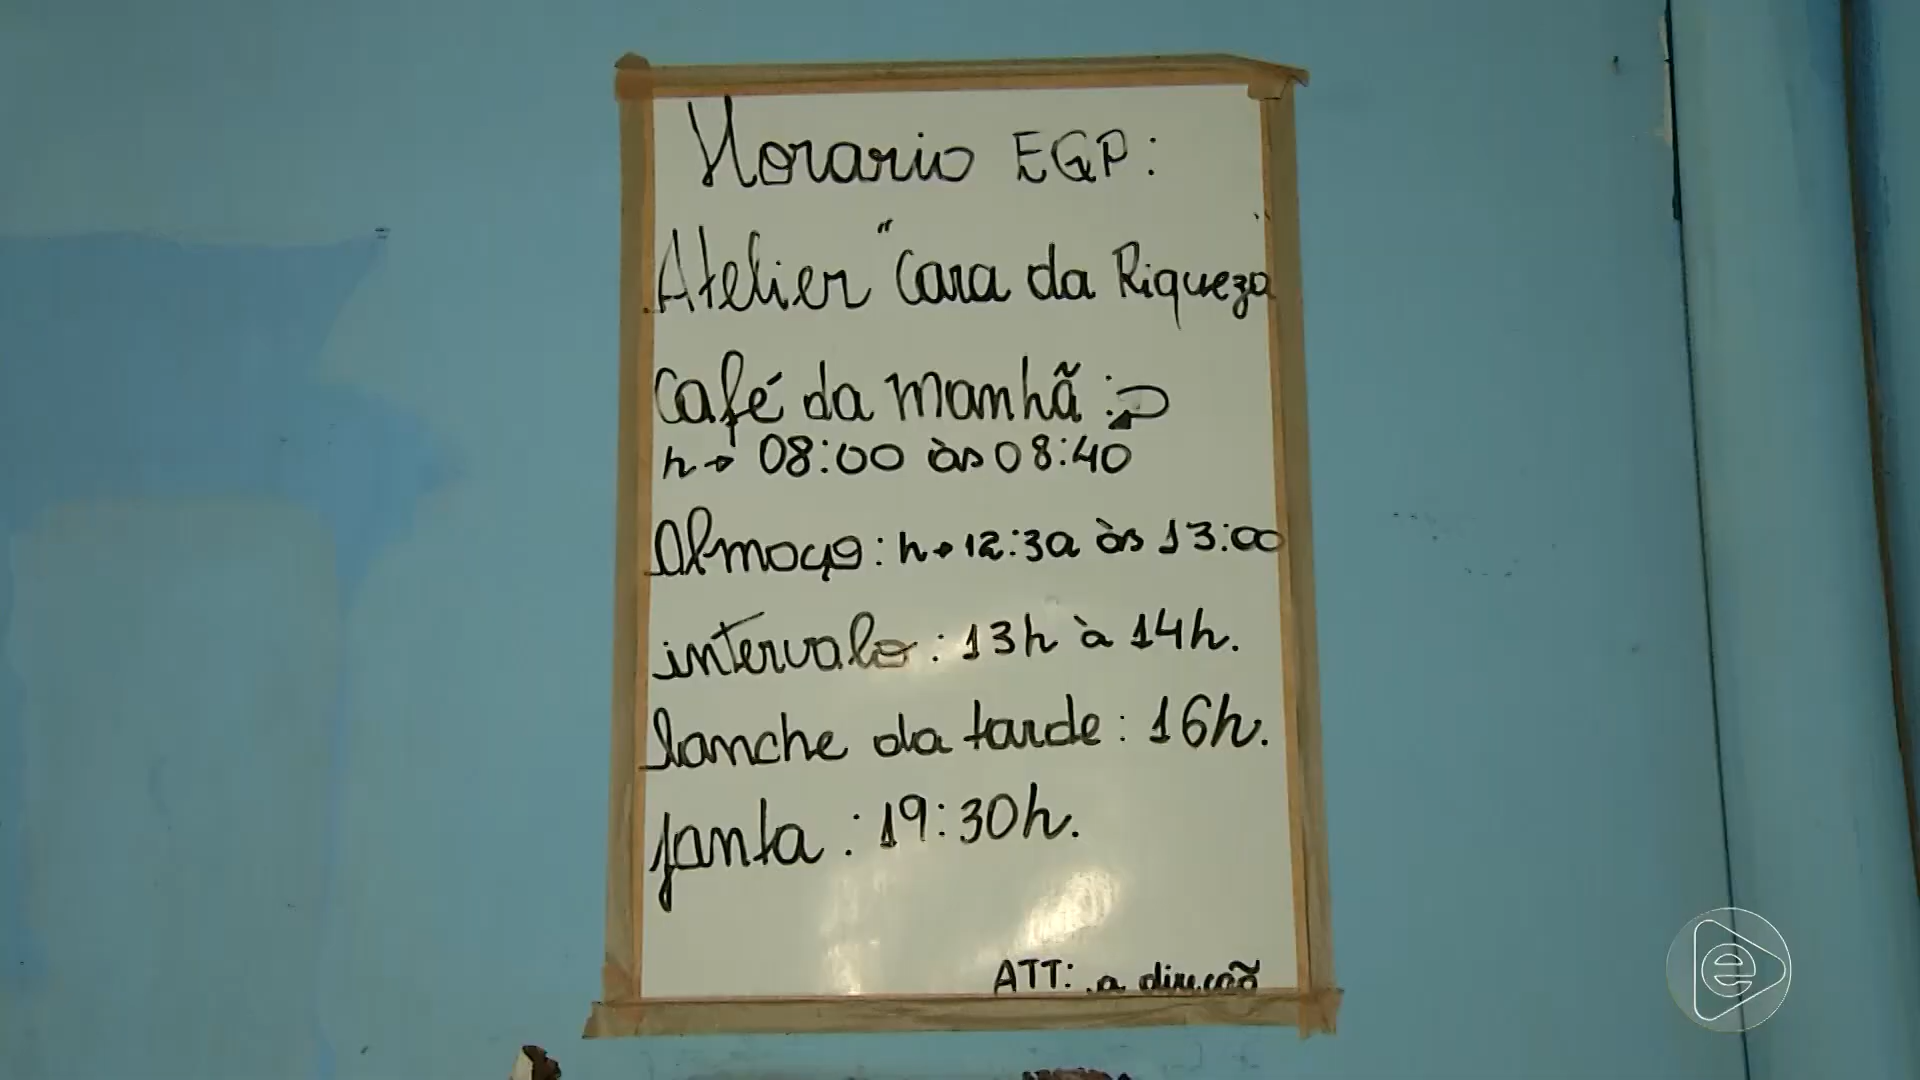 Horario EGP:
Atelier "Cara da Riqueza"
Café da manhã:
h→ 08:00 às 08:40
Almoço: h→12:30 às 13:00
intervalo: 13h à 14h.
lanche da tarde: 16h.
janta: 19:30h.
ATT: a direção
e